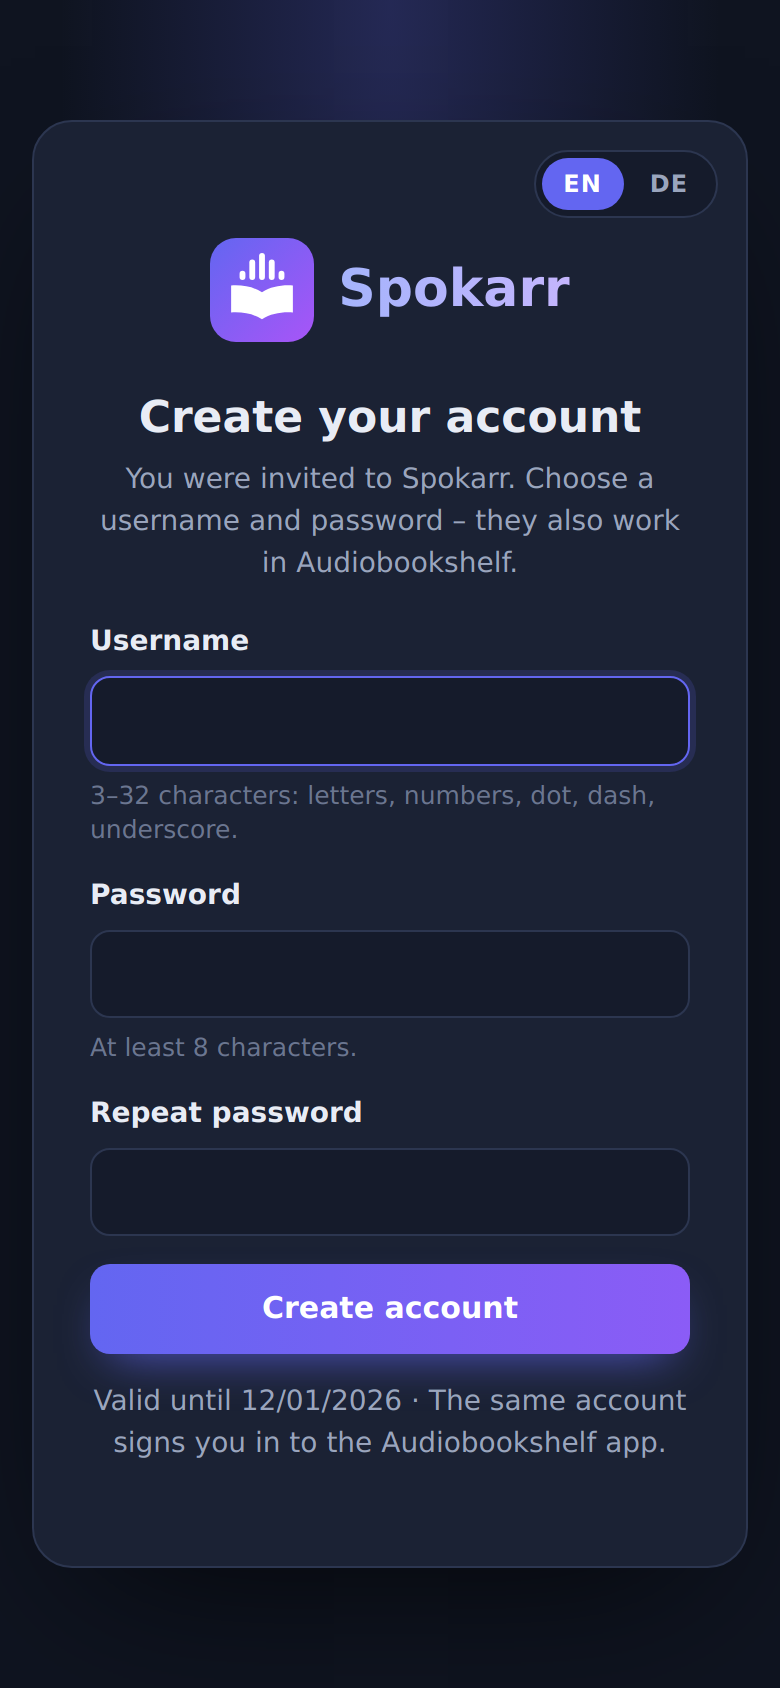 EN DE
Spokarr
Create your account
You were invited to Spokarr. Choose a
username and password – they also work
in Audiobookshelf.
Username
3–32 characters: letters, numbers, dot, dash,
underscore.
Password
At least 8 characters.
Repeat password
Create account
Valid until 12/01/2026 · The same account
signs you in to the Audiobookshelf app.